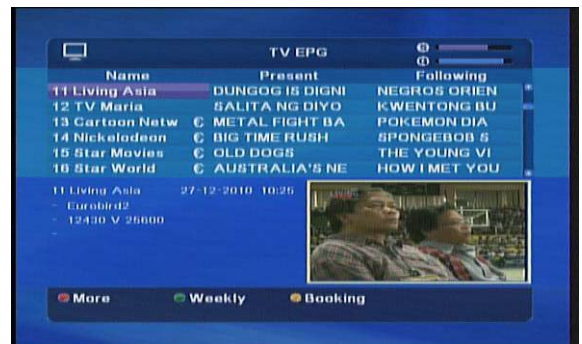 TV EPG
S
Q
Name Present Following
11 Living Asia DUNGOG IS DIGNI NEGROS ORIEN
12 TV Maria SALITA NG DIYO KWENTONG BU
13 Cartoon Netw € METAL FIGHT BA POKEMON DIA
14 Nickelodeon € BIG TIME RUSH SPONGEBOB S
15 Star Movies € OLD DOGS THE YOUNG VI
16 Star World € AUSTRALIA'S NE HOW I MET YOU
11 Living Asia 27-12-2010 10:25
- Eurobird2
- 12430 V 25600
-
More Weekly Booking